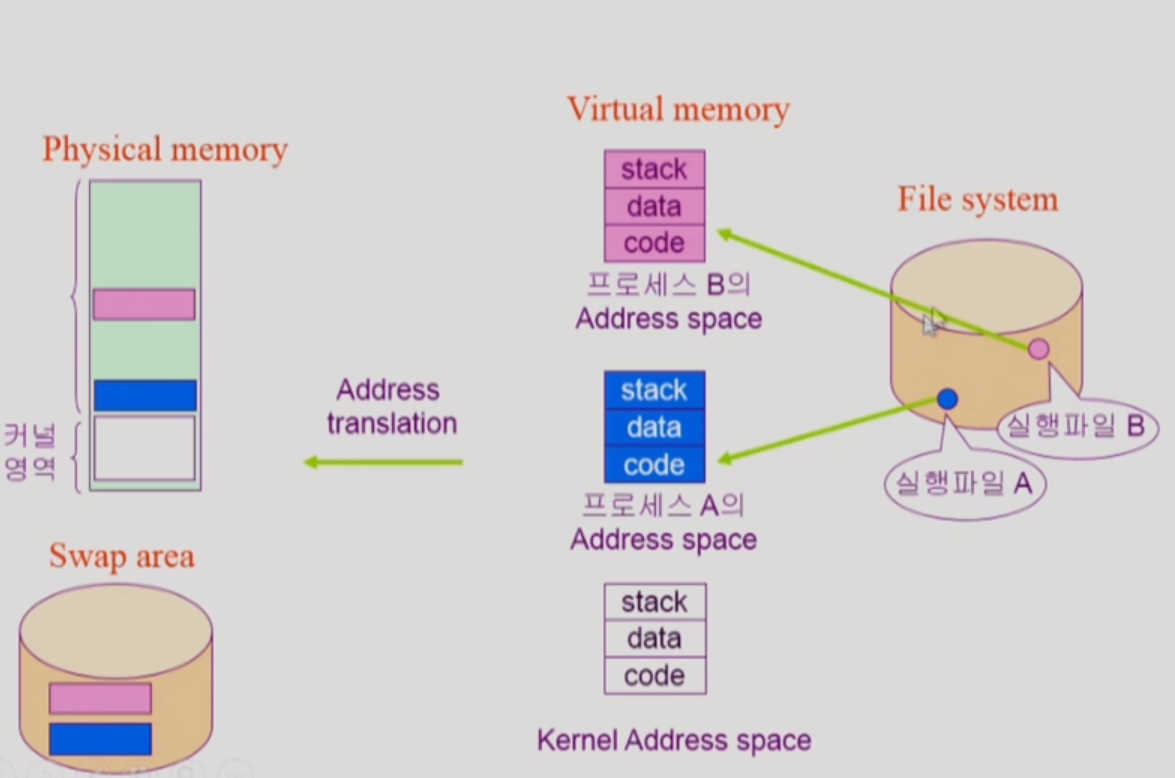 Physical memory
커널
영역
Swap area
Address
translation
Virtual memory
stack
data
code
프로세스 B의
Address space
stack
data
code
프로세스 A의
Address space
stack
data
code
Kernel Address space
File system
실행파일 B
실행파일 A